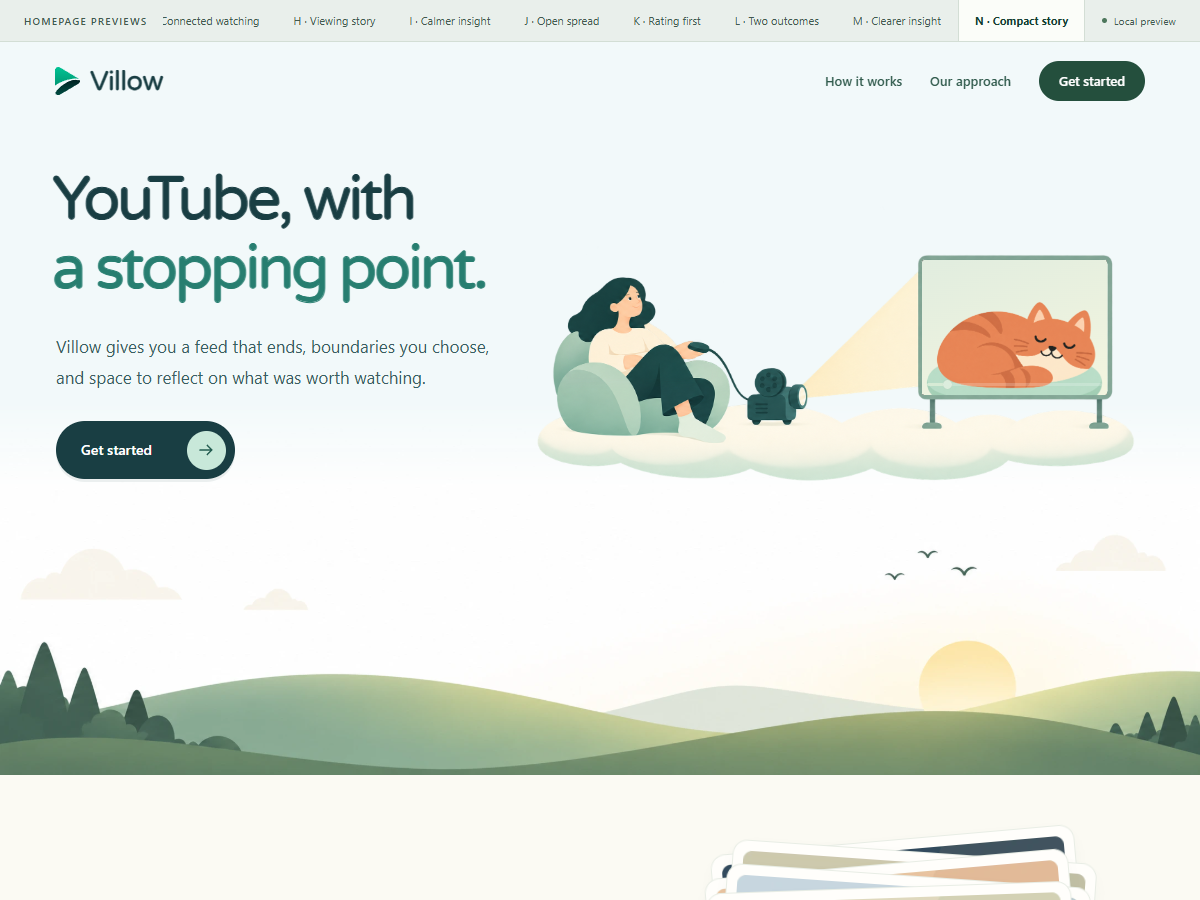 HOMEPAGE PREVIEWS
Connected watching
H · Viewing story
I · Calmer insight
J · Open spread
K · Rating first
L · Two outcomes
M · Clearer insight
N · Compact story
Local preview
Villow
How it works
Our approach
Get started
YouTube, with
a stopping point.
Villow gives you a feed that ends, boundaries you choose,
and space to reflect on what was worth watching.
Get started